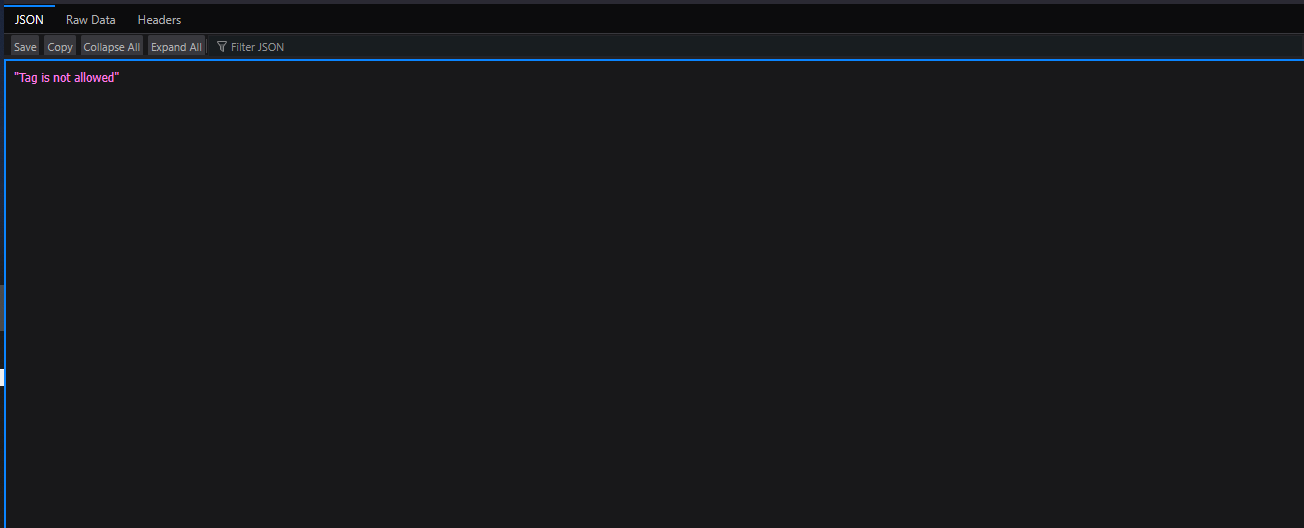 JSON Raw Data Headers
Save Copy Collapse All Expand All Filter JSON
"Tag is not allowed"